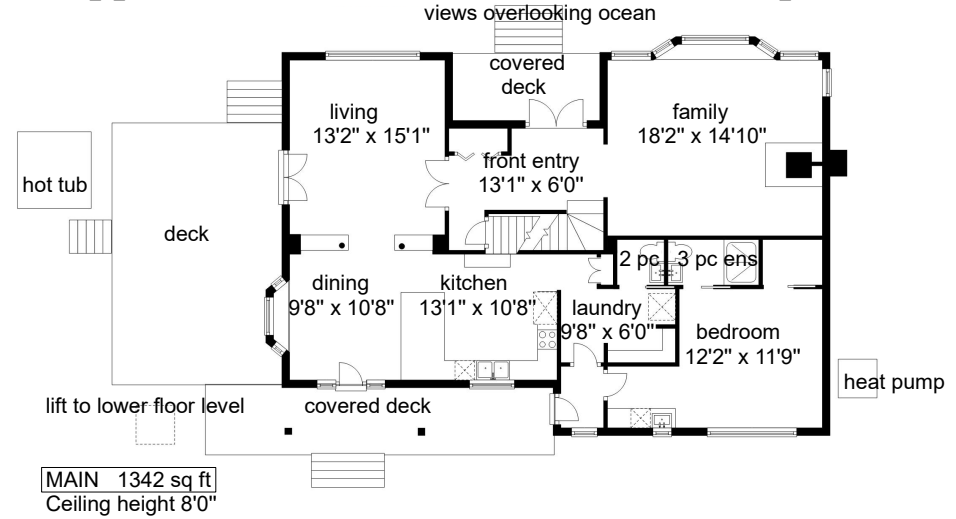 views overlooking ocean
covered
deck
living
13'2" x 15'1"
family
18'2" x 14'10"
front entry
13'1" x 6'0"
hot tub
deck
2 pc
3 pc ens
dining
9'8" x 10'8"
kitchen
13'1" x 10'8"
laundry
9'8" x 6'0"
bedroom
12'2" x 11'9"
heat pump
lift to lower floor level
covered deck
MAIN 1342 sq ft
Ceiling height 8'0"